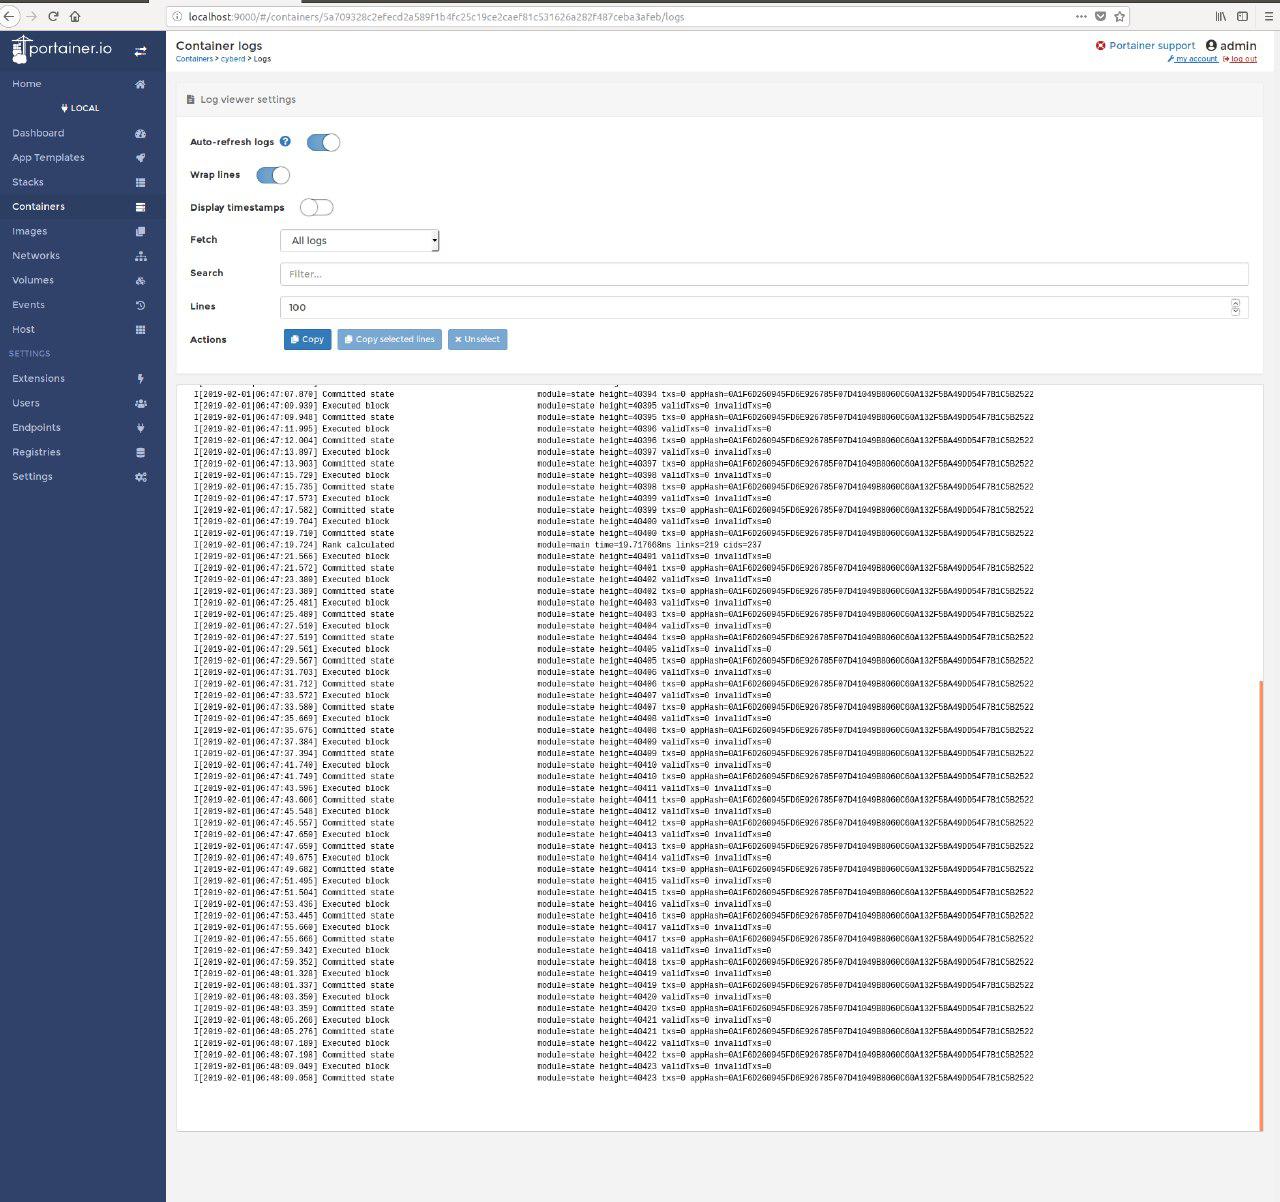 localhost:9000/#/containers/5a709328c2efecd2a589f1b4fc25c19ce2caef81c531626a282f487ceba3afeb/logs
portainer.io
Container logs
Containers > cyberd > Logs
Portainer support admin
my account log out
Home
LOCAL
Dashboard
App Templates
Stacks
Containers
Images
Networks
Volumes
Events
Host
SETTINGS
Extensions
Users
Endpoints
Registries
Settings
Log viewer settings
Auto-refresh logs
Wrap lines
Display timestamps
Fetch All logs
Search Filter...
Lines 100
Actions Copy Copy selected lines Unselect
I[2019-02-01|06:47:07.870] Committed state module=state height=40394 txs=0 appHash=0A1F6D260945FD6E926785F07D41049B8060C60A132F5BA49DD54F7B1C5B2522
I[2019-02-01|06:47:09.939] Executed block module=state height=40395 validTxs=0 invalidTxs=0
I[2019-02-01|06:47:09.948] Committed state module=state height=40395 txs=0 appHash=0A1F6D260945FD6E926785F07D41049B8060C60A132F5BA49DD54F7B1C5B2522
I[2019-02-01|06:47:11.995] Executed block module=state height=40396 validTxs=0 invalidTxs=0
I[2019-02-01|06:47:12.004] Committed state module=state height=40396 txs=0 appHash=0A1F6D260945FD6E926785F07D41049B8060C60A132F5BA49DD54F7B1C5B2522
I[2019-02-01|06:47:13.897] Executed block module=state height=40397 validTxs=0 invalidTxs=0
I[2019-02-01|06:47:13.903] Committed state module=state height=40397 txs=0 appHash=0A1F6D260945FD6E926785F07D41049B8060C60A132F5BA49DD54F7B1C5B2522
I[2019-02-01|06:47:15.729] Executed block module=state height=40398 validTxs=0 invalidTxs=0
I[2019-02-01|06:47:15.735] Committed state module=state height=40398 txs=0 appHash=0A1F6D260945FD6E926785F07D41049B8060C60A132F5BA49DD54F7B1C5B2522
I[2019-02-01|06:47:17.573] Executed block module=state height=40399 validTxs=0 invalidTxs=0
I[2019-02-01|06:47:17.582] Committed state module=state height=40399 txs=0 appHash=0A1F6D260945FD6E926785F07D41049B8060C60A132F5BA49DD54F7B1C5B2522
I[2019-02-01|06:47:19.704] Executed block module=state height=40400 validTxs=0 invalidTxs=0
I[2019-02-01|06:47:19.710] Committed state module=state height=40400 txs=0 appHash=0A1F6D260945FD6E926785F07D41049B8060C60A132F5BA49DD54F7B1C5B2522
I[2019-02-01|06:47:19.724] Rank calculated module=main time=19.717668ms links=219 cids=237
I[2019-02-01|06:47:21.566] Executed block module=state height=40401 validTxs=0 invalidTxs=0
I[2019-02-01|06:47:21.572] Committed state module=state height=40401 txs=0 appHash=0A1F6D260945FD6E926785F07D41049B8060C60A132F5BA49DD54F7B1C5B2522
I[2019-02-01|06:47:23.380] Executed block module=state height=40402 validTxs=0 invalidTxs=0
I[2019-02-01|06:47:23.389] Committed state module=state height=40402 txs=0 appHash=0A1F6D260945FD6E926785F07D41049B8060C60A132F5BA49DD54F7B1C5B2522
I[2019-02-01|06:47:25.481] Executed block module=state height=40403 validTxs=0 invalidTxs=0
I[2019-02-01|06:47:25.489] Committed state module=state height=40403 txs=0 appHash=0A1F6D260945FD6E926785F07D41049B8060C60A132F5BA49DD54F7B1C5B2522
I[2019-02-01|06:47:27.510] Executed block module=state height=40404 validTxs=0 invalidTxs=0
I[2019-02-01|06:47:27.519] Committed state module=state height=40404 txs=0 appHash=0A1F6D260945FD6E926785F07D41049B8060C60A132F5BA49DD54F7B1C5B2522
I[2019-02-01|06:47:29.561] Executed block module=state height=40405 validTxs=0 invalidTxs=0
I[2019-02-01|06:47:29.567] Committed state module=state height=40405 txs=0 appHash=0A1F6D260945FD6E926785F07D41049B8060C60A132F5BA49DD54F7B1C5B2522
I[2019-02-01|06:47:31.703] Executed block module=state height=40406 validTxs=0 invalidTxs=0
I[2019-02-01|06:47:31.712] Committed state module=state height=40406 txs=0 appHash=0A1F6D260945FD6E926785F07D41049B8060C60A132F5BA49DD54F7B1C5B2522
I[2019-02-01|06:47:33.572] Executed block module=state height=40407 validTxs=0 invalidTxs=0
I[2019-02-01|06:47:33.580] Committed state module=state height=40407 txs=0 appHash=0A1F6D260945FD6E926785F07D41049B8060C60A132F5BA49DD54F7B1C5B2522
I[2019-02-01|06:47:35.669] Executed block module=state height=40408 validTxs=0 invalidTxs=0
I[2019-02-01|06:47:35.676] Committed state module=state height=40408 txs=0 appHash=0A1F6D260945FD6E926785F07D41049B8060C60A132F5BA49DD54F7B1C5B2522
I[2019-02-01|06:47:37.384] Executed block module=state height=40409 validTxs=0 invalidTxs=0
I[2019-02-01|06:47:37.394] Committed state module=state height=40409 txs=0 appHash=0A1F6D260945FD6E926785F07D41049B8060C60A132F5BA49DD54F7B1C5B2522
I[2019-02-01|06:47:41.740] Executed block module=state height=40410 validTxs=0 invalidTxs=0
I[2019-02-01|06:47:41.749] Committed state module=state height=40410 txs=0 appHash=0A1F6D260945FD6E926785F07D41049B8060C60A132F5BA49DD54F7B1C5B2522
I[2019-02-01|06:47:43.596] Executed block module=state height=40411 validTxs=0 invalidTxs=0
I[2019-02-01|06:47:43.606] Committed state module=state height=40411 txs=0 appHash=0A1F6D260945FD6E926785F07D41049B8060C60A132F5BA49DD54F7B1C5B2522
I[2019-02-01|06:47:45.548] Executed block module=state height=40412 validTxs=0 invalidTxs=0
I[2019-02-01|06:47:45.557] Committed state module=state height=40412 txs=0 appHash=0A1F6D260945FD6E926785F07D41049B8060C60A132F5BA49DD54F7B1C5B2522
I[2019-02-01|06:47:47.650] Executed block module=state height=40413 validTxs=0 invalidTxs=0
I[2019-02-01|06:47:47.659] Committed state module=state height=40413 txs=0 appHash=0A1F6D260945FD6E926785F07D41049B8060C60A132F5BA49DD54F7B1C5B2522
I[2019-02-01|06:47:49.675] Executed block module=state height=40414 validTxs=0 invalidTxs=0
I[2019-02-01|06:47:49.682] Committed state module=state height=40414 txs=0 appHash=0A1F6D260945FD6E926785F07D41049B8060C60A132F5BA49DD54F7B1C5B2522
I[2019-02-01|06:47:51.495] Executed block module=state height=40415 validTxs=0 invalidTxs=0
I[2019-02-01|06:47:51.504] Committed state module=state height=40415 txs=0 appHash=0A1F6D260945FD6E926785F07D41049B8060C60A132F5BA49DD54F7B1C5B2522
I[2019-02-01|06:47:53.436] Executed block module=state height=40416 validTxs=0 invalidTxs=0
I[2019-02-01|06:47:53.445] Committed state module=state height=40416 txs=0 appHash=0A1F6D260945FD6E926785F07D41049B8060C60A132F5BA49DD54F7B1C5B2522
I[2019-02-01|06:47:55.660] Executed block module=state height=40417 validTxs=0 invalidTxs=0
I[2019-02-01|06:47:55.666] Committed state module=state height=40417 txs=0 appHash=0A1F6D260945FD6E926785F07D41049B8060C60A132F5BA49DD54F7B1C5B2522
I[2019-02-01|06:47:59.342] Executed block module=state height=40418 validTxs=0 invalidTxs=0
I[2019-02-01|06:47:59.352] Committed state module=state height=40418 txs=0 appHash=0A1F6D260945FD6E926785F07D41049B8060C60A132F5BA49DD54F7B1C5B2522
I[2019-02-01|06:48:01.328] Executed block module=state height=40419 validTxs=0 invalidTxs=0
I[2019-02-01|06:48:01.337] Committed state module=state height=40419 txs=0 appHash=0A1F6D260945FD6E926785F07D41049B8060C60A132F5BA49DD54F7B1C5B2522
I[2019-02-01|06:48:03.350] Executed block module=state height=40420 validTxs=0 invalidTxs=0
I[2019-02-01|06:48:03.359] Committed state module=state height=40420 txs=0 appHash=0A1F6D260945FD6E926785F07D41049B8060C60A132F5BA49DD54F7B1C5B2522
I[2019-02-01|06:48:05.266] Executed block module=state height=40421 validTxs=0 invalidTxs=0
I[2019-02-01|06:48:05.276] Committed state module=state height=40421 txs=0 appHash=0A1F6D260945FD6E926785F07D41049B8060C60A132F5BA49DD54F7B1C5B2522
I[2019-02-01|06:48:07.189] Executed block module=state height=40422 validTxs=0 invalidTxs=0
I[2019-02-01|06:48:07.198] Committed state module=state height=40422 txs=0 appHash=0A1F6D260945FD6E926785F07D41049B8060C60A132F5BA49DD54F7B1C5B2522
I[2019-02-01|06:48:09.049] Executed block module=state height=40423 validTxs=0 invalidTxs=0
I[2019-02-01|06:48:09.058] Committed state module=state height=40423 txs=0 appHash=0A1F6D260945FD6E926785F07D41049B8060C60A132F5BA49DD54F7B1C5B2522